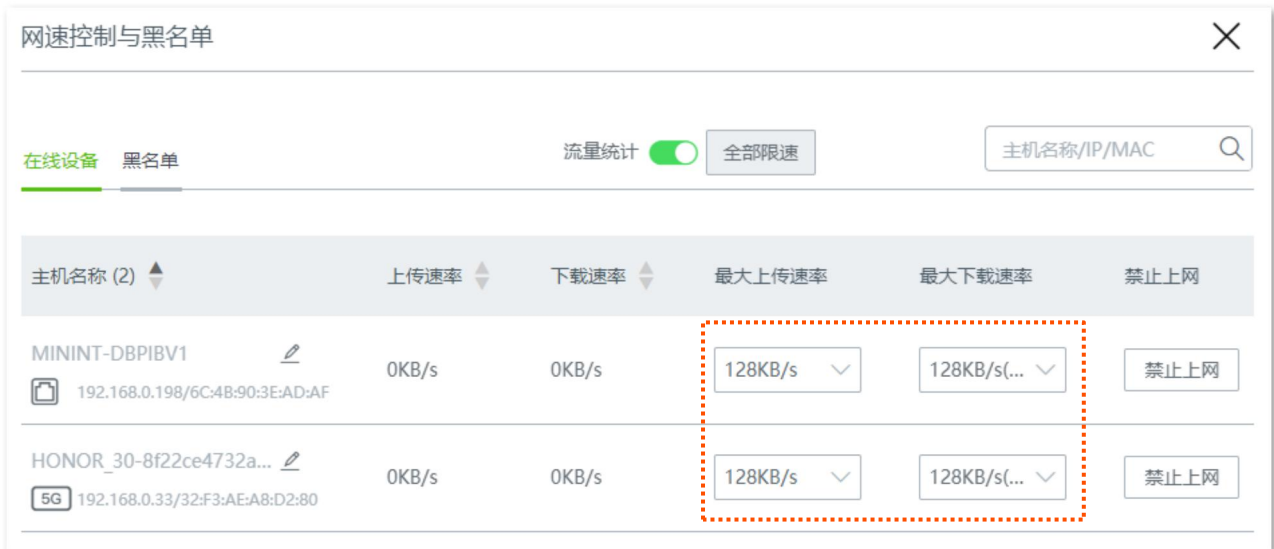 网速控制与黑名单
在线设备 黑名单 流量统计 全部限速 主机名称/IP/MAC
主机名称 (2) 上传速率 下载速率 最大上传速率 最大下载速率 禁止上网
MININT-DBPIBV1 0KB/s 0KB/s 128KB/s 128KB/s(... 禁止上网
192.168.0.198/6C:4B:90:3E:AD:AF
HONOR_30-8f22ce4732a... 0KB/s 0KB/s 128KB/s 128KB/s(... 禁止上网
5G 192.168.0.33/32:F3:AE:A8:D2:80